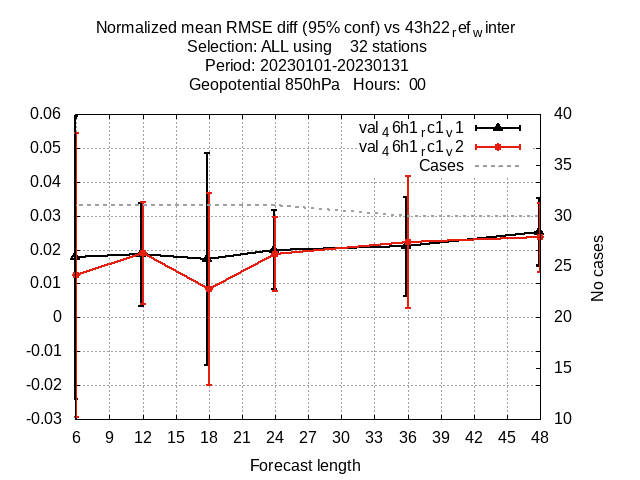 Normalized mean RMSE diff (95% conf) vs 43h22refwinter
Selection: ALL using 32 stations
Period: 20230101-20230131
Geopotential 850hPa Hours: 00
val46h1rc1v1
val46h1rc1v2
Cases
0.06
0.05
0.04
0.03
0.02
0.01
0
-0.01
-0.02
-0.03
40
35
30
25
20
15
10
No cases
6 9 12 15 18 21 24 27 30 33 36 39 42 45 48
Forecast length